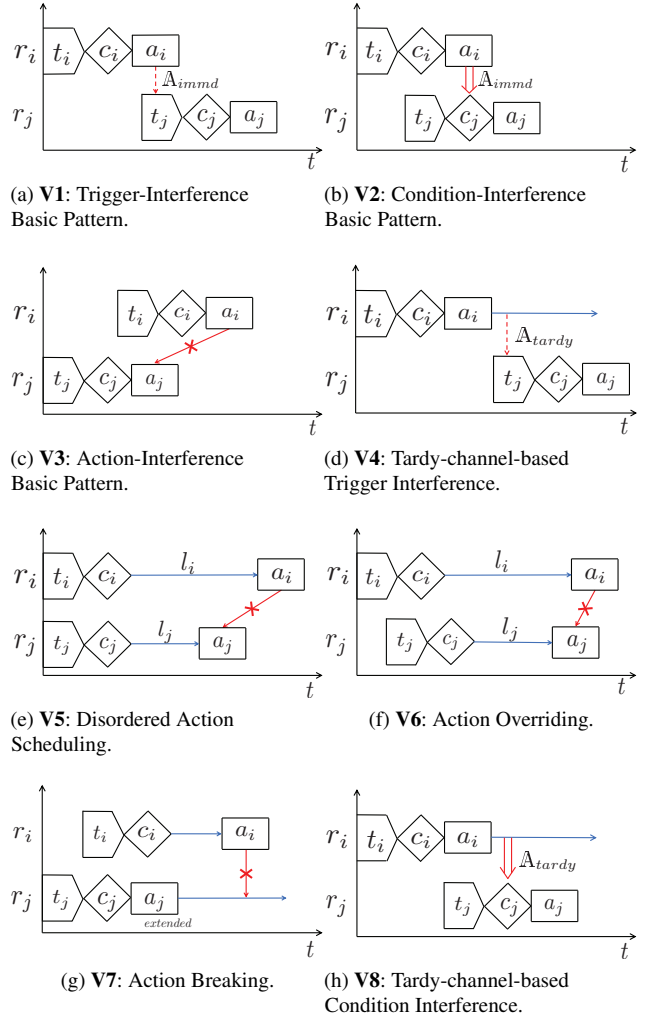 r_i t_i c_i a_i
𝔸_immd
r_j t_j c_j a_j
t
(a) V1: Trigger-Interference
Basic Pattern.
r_i t_i c_i a_i
𝔸_immd
r_j t_j c_j a_j
t
(b) V2: Condition-Interference
Basic Pattern.
r_i t_i c_i a_i
r_j t_j c_j a_j
t
(c) V3: Action-Interference
Basic Pattern.
r_i t_i c_i a_i
𝔸_tardy
r_j t_j c_j a_j
t
(d) V4: Tardy-channel-based
Trigger Interference.
r_i t_i c_i l_i a_i
r_j t_j c_j l_j a_j
t
(e) V5: Disordered Action
Scheduling.
r_i t_i c_i l_i a_i
r_j t_j c_j l_j a_j
t
(f) V6: Action Overriding.
r_i t_i c_i a_i
r_j t_j c_j a_j
extended
t
(g) V7: Action Breaking.
r_i t_i c_i a_i
𝔸_tardy
r_j t_j c_j a_j
t
(h) V8: Tardy-channel-based
Condition Interference.